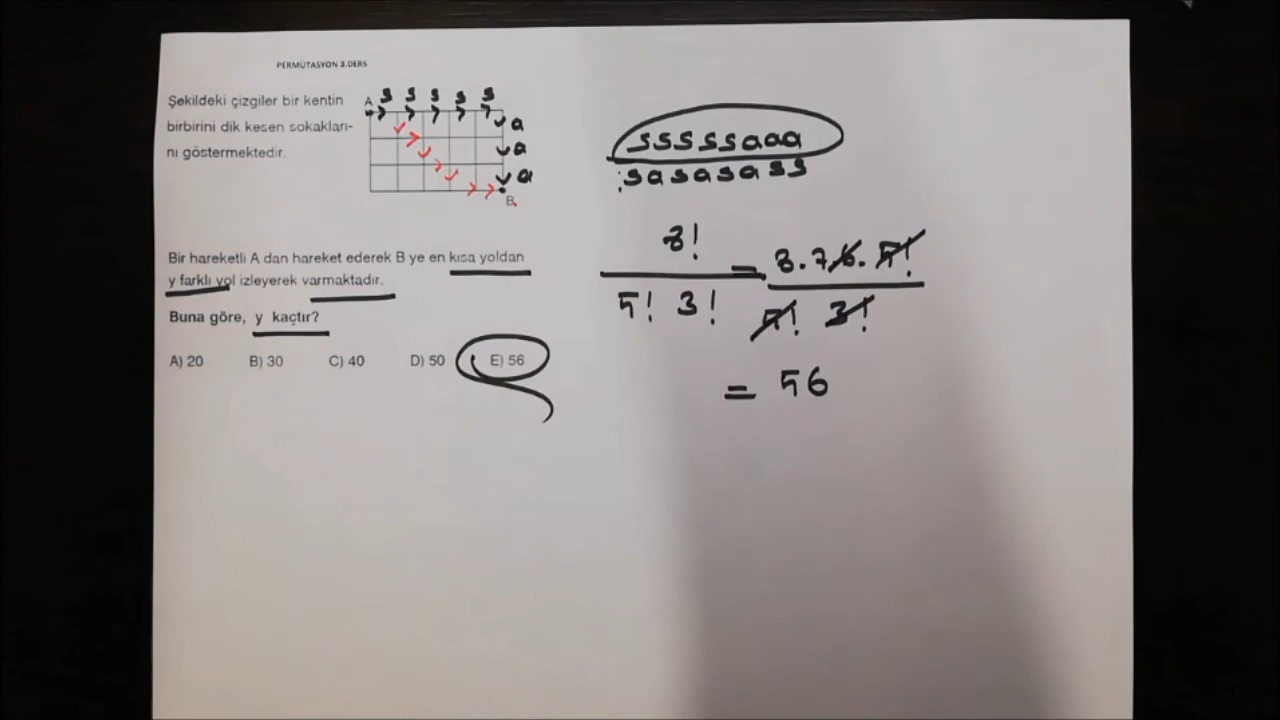 PERMÜTASYON 3.DERS
Şekildeki çizgiler bir kentin
birbirini dik kesen sokakları-
nı göstermektedir.
A s s s s s
a
a
a
B
Bir hareketli A dan hareket ederek B ye en kısa yoldan
y farklı yol izleyerek varmaktadır.
Buna göre, y kaçtır?
A) 20 B) 30 C) 40 D) 50 E) 56
sssssaaa
sasasass
8! = 8.7.6.5!
5! 3! 5! 3!
= 56